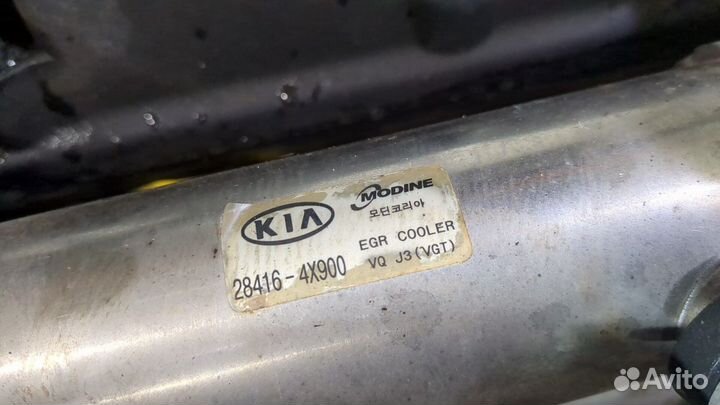 KIA
MODINE
모딘코리아
EGR COOLER
28416-4X900
VQ J3(VGT)
Avito